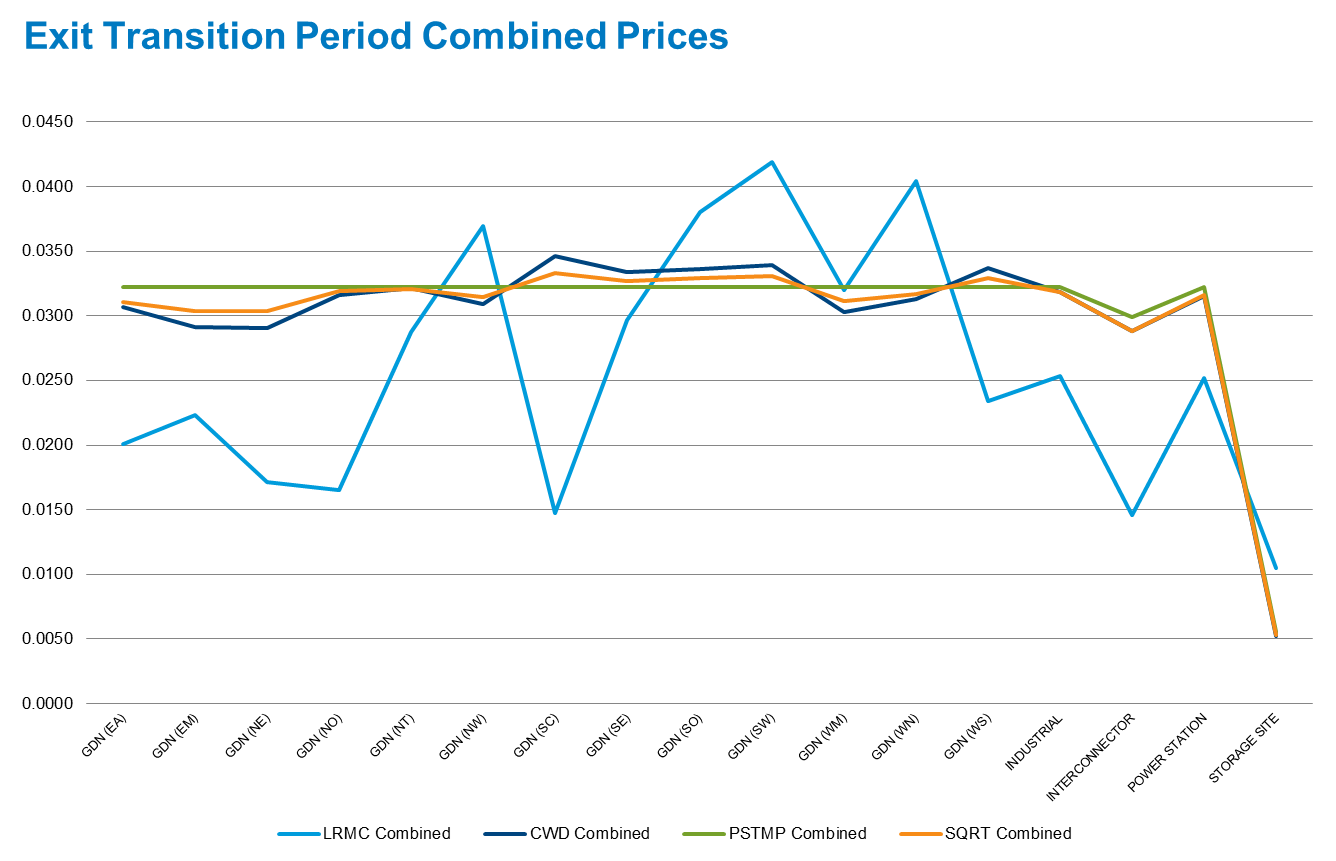 Exit Transition Period Combined Prices
0.0450
0.0400
0.0350
0.0300
0.0250
0.0200
0.0150
0.0100
0.0050
0.0000
GDN (EA)
GDN (EM)
GDN (NE)
GDN (NO)
GDN (NT)
GDN (NW)
GDN (SC)
GDN (SE)
GDN (SO)
GDN (SW)
GDN (WM)
GDN (WN)
GDN (WS)
INDUSTRIAL
INTERCONNECTOR
POWER STATION
STORAGE SITE
LRMC Combined
CWD Combined
PSTMP Combined
SQRT Combined